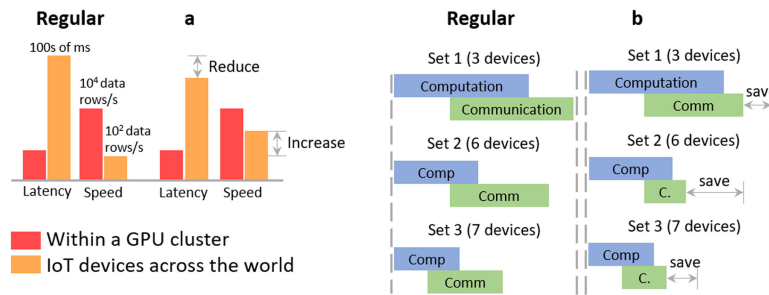 Regular
a
100s of ms
10⁴ data
rows/s
10² data
rows/s
Reduce
Increase
Latency
Speed
Latency
Speed
Within a GPU cluster
IoT devices across the world
Regular
b
Set 1 (3 devices)
Computation
Communication
Set 2 (6 devices)
Comp
Comm
Set 3 (7 devices)
Comp
Comm
Set 1 (3 devices)
Computation
Comm
sav
Set 2 (6 devices)
Comp
C.
save
Set 3 (7 devices)
Comp
C.
save